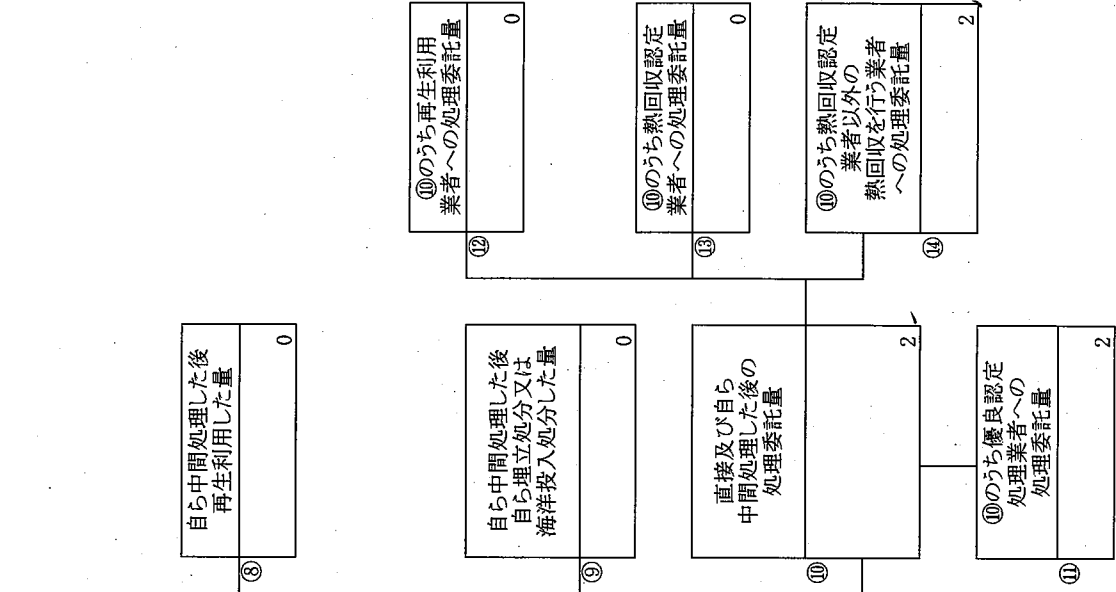 ⑧
自ら中間処理した後
再生利用した量
0
⑨
自ら中間処理した後
自ら埋立処分又は
海洋投入処分した量
0
⑩
直接及び自ら
中間処理した後の
処理委託量
2
⑪
⑩のうち優良認定
処理業者への
処理委託量
2
⑫
⑩のうち再生利用
業者への処理委託量
0
⑬
⑩のうち熱回収認定
業者への処理委託量
0
⑭
⑩のうち熱回収認定
業者以外の
熱回収を行う業者
への処理委託量
2